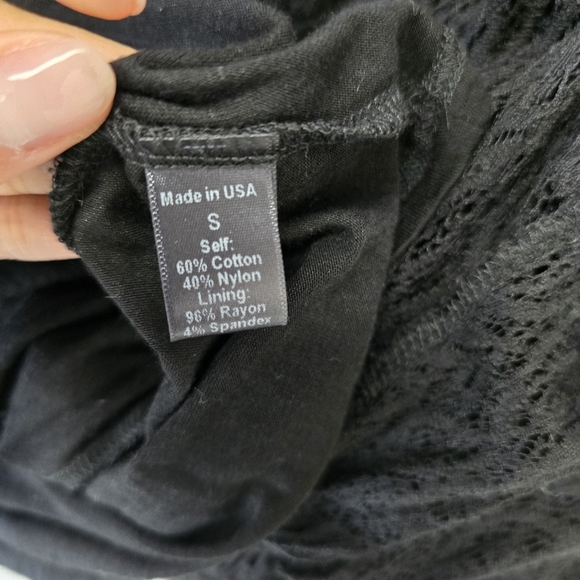 Made in USA
S
Self:
60% Cotton
40% Nylon
Lining:
96% Rayon
4% Spandex